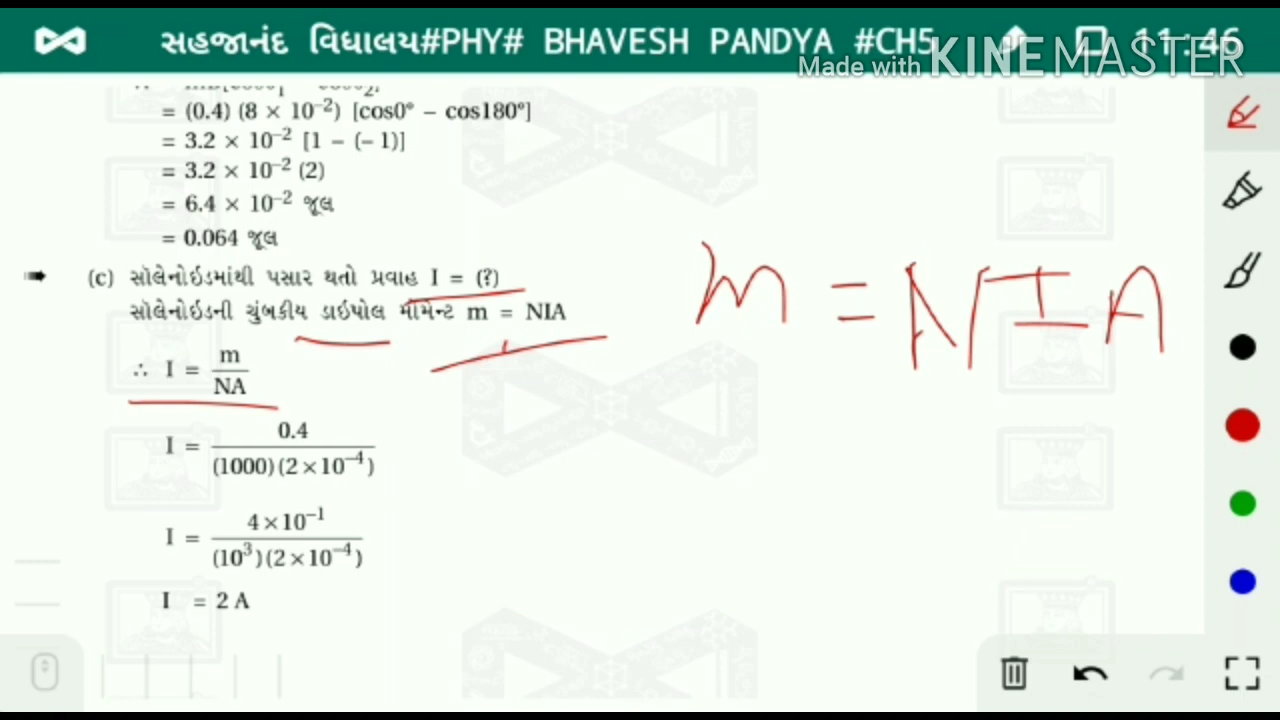 સહજાનંદ વિધાલય#PHY# BHAVESH PANDYA #CH5
11:46
Made with KINEMASTER
= (0.4) (8 × 10⁻²) [cos0° – cos180°]
= 3.2 × 10⁻² [1 – (– 1)]
= 3.2 × 10⁻² (2)
= 6.4 × 10⁻² જૂલ
= 0.064 જૂલ
➠ (c) સૉલેનોઇડમાંથી પસાર થતો પ્રવાહ I = (?)
સૉલેનોઇડની ચુંબકીય ડાઇપોલ મૉમેન્ટ m = NIA
∴ I = m / NA
I = 0.4 / (1000)(2×10⁻⁴)
I = 4×10⁻¹ / (10³)(2×10⁻⁴)
I = 2 A
m = NIA